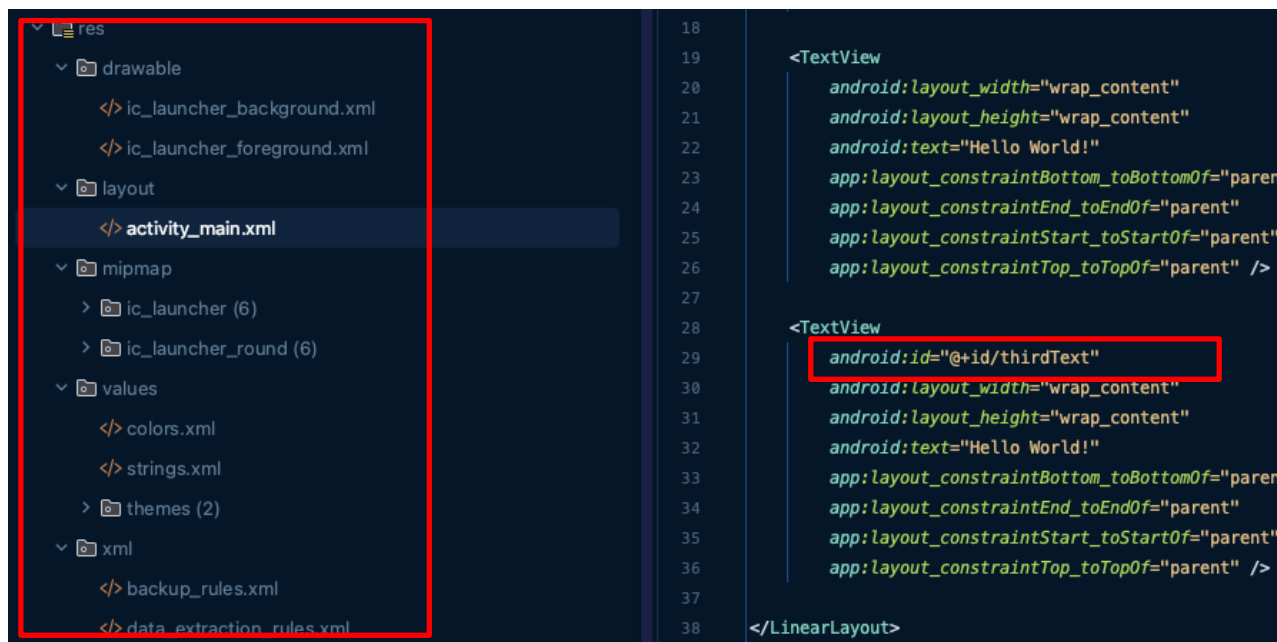 res
drawable
</> ic_launcher_background.xml
</> ic_launcher_foreground.xml
layout
</> activity_main.xml
mipmap
ic_launcher (6)
ic_launcher_round (6)
values
</> colors.xml
</> strings.xml
themes (2)
xml
</> backup_rules.xml
</> data_extraction_rules.xml
18
19 <TextView
20 android:layout_width="wrap_content"
21 android:layout_height="wrap_content"
22 android:text="Hello World!"
23 app:layout_constraintBottom_toBottomOf="paren
24 app:layout_constraintEnd_toEndOf="parent"
25 app:layout_constraintStart_toStartOf="parent"
26 app:layout_constraintTop_toTopOf="parent" />
27
28 <TextView
29 android:id="@+id/thirdText"
30 android:layout_width="wrap_content"
31 android:layout_height="wrap_content"
32 android:text="Hello World!"
33 app:layout_constraintBottom_toBottomOf="paren
34 app:layout_constraintEnd_toEndOf="parent"
35 app:layout_constraintStart_toStartOf="parent"
36 app:layout_constraintTop_toTopOf="parent" />
37
38 </LinearLayout>